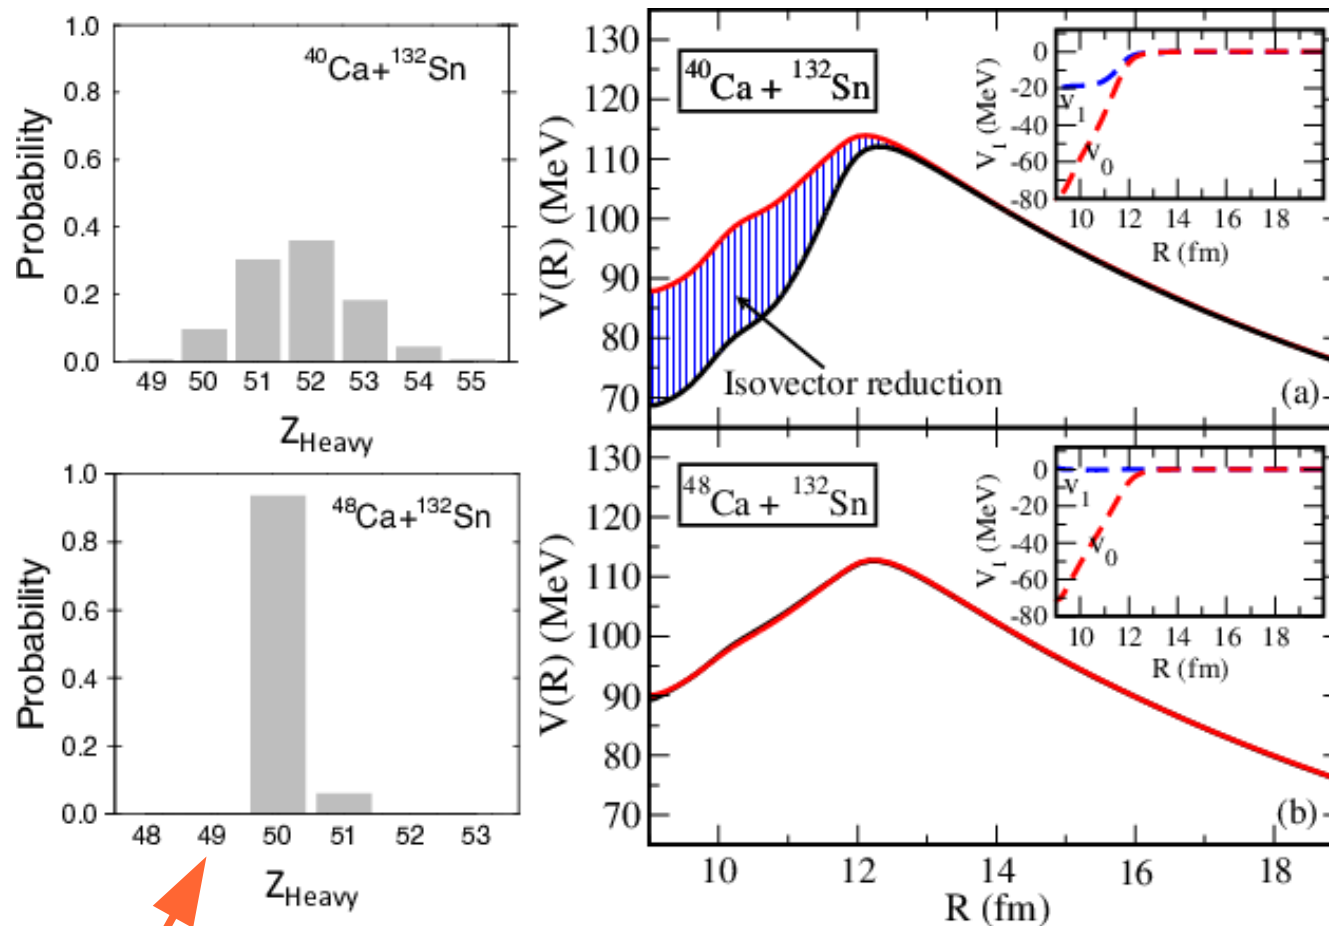 ⁴⁰Ca+¹³²Sn
1.0
0.8
0.6
0.4
0.2
0.0
Probability
49 50 51 52 53 54 55
Z_Heavy
⁴⁸Ca+¹³²Sn
1.0
0.8
0.6
0.4
0.2
0.0
Probability
48 49 50 51 52 53
Z_Heavy
⁴⁰Ca + ¹³²Sn
130
120
110
100
90
80
70
V(R) (MeV)
Isovector reduction
(a)
0
-20
-40
-60
-80
V_I (MeV)
v₁
v₀
10 12 14 16 18
R (fm)
⁴⁸Ca + ¹³²Sn
130
120
110
100
90
80
70
V(R) (MeV)
(b)
0
-20
-40
-60
-80
V_I (MeV)
v₁
v₀
10 12 14 16 18
R (fm)
10 12 14 16 18
R (fm)